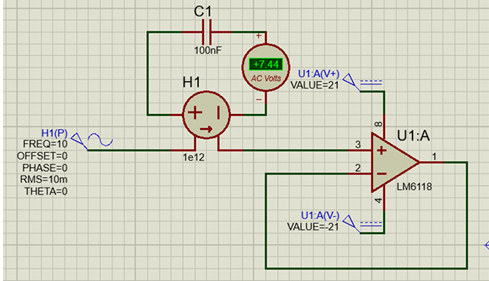 C1
100nF
+
+7.44
AC Volts
−
H1
+
1e12
H1(P)
FREQ=10
OFFSET=0
PHASE=0
RMS=10m
THETA=0
U1:A(V+)
VALUE=21
8
U1:A
3
+
1
2
−
LM6118
4
U1:A(V-)
VALUE=-21